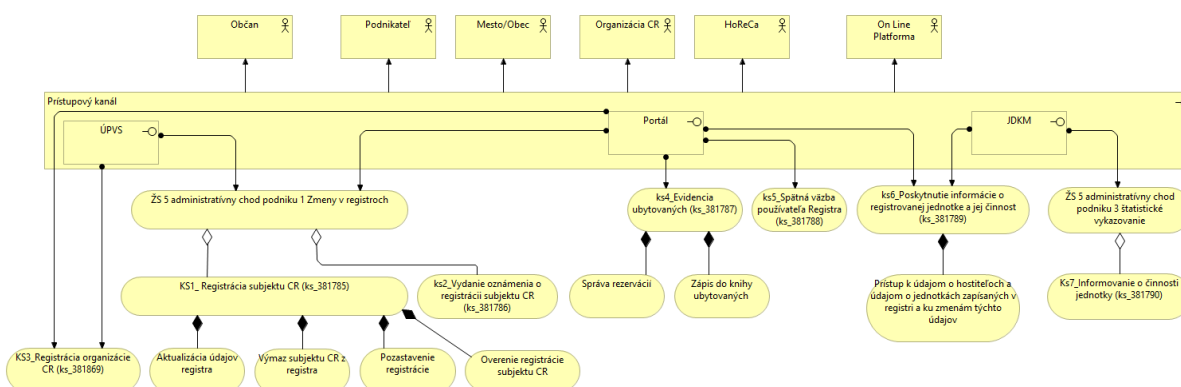 Občan
Podnikateľ
Mesto/Obec
Organizácia CR
HoReCa
On Line
Platforma
Prístupový kanál
ÚPVS
Portál
JDKM
ŽS 5 administratívny chod podniku 1 Zmeny v registroch
ks4_Evidencia
ubytovaných (ks_381787)
ks5_Spätná väzba
používateľa Registra
(ks_381788)
ks6_Poskytnutie informácie o
registrovanej jednotke a jej činnost
(ks_381789)
ŽS 5 administratívny chod
podniku 3 štatistické
vykazovanie
KS1_ Registrácia subjektu CR (ks_381785)
ks2_Vydanie oznámenia o
registrácii subjektu CR
(ks_381786)
Správa rezervácií
Zápis do knihy
ubytovaných
Prístup k údajom o hostiteľoch a
údajom o jednotkách zapísaných v
registri a ku zmenám týchto
údajov
Ks7_Informovanie o činnosti
jednotky (ks_381790)
KS3_Registrácia organizácie
CR (ks_381869)
Aktualizácia údajov
registra
Výmaz subjektu CR z
registra
Pozastavenie
registrácie
Overenie registrácie
subjektu CR